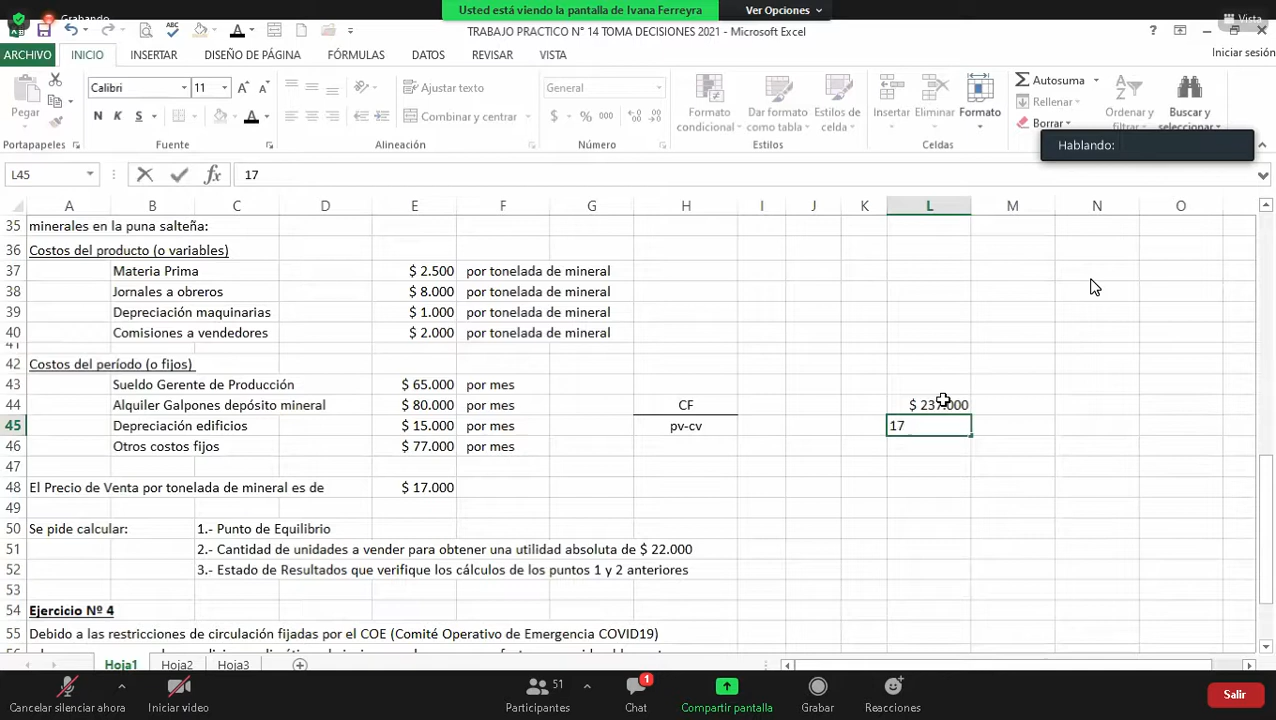 Grabando
Usted está viendo la pantalla de Ivana Ferreyra
Ver Opciones
Vista
TRABAJO PRACTICO N° 14 TOMA DECISIONES 2021 - Microsoft Excel
ARCHIVO INICIO INSERTAR DISEÑO DE PÁGINA FÓRMULAS DATOS REVISAR VISTA Iniciar sesión
Calibri 11 Ajustar texto General Autosuma
Pegar N K S Combinar y centrar $ % 000 Formato condicional Dar formato como tabla Estilos de celda Insertar Eliminar Formato Rellenar Borrar Ordenar y filtrar Buscar y seleccionar
Portapapeles Fuente Alineación Número Estilos Celdas
Hablando:
L45 fx 17
A B C D E F G H I J K L M N O
35 minerales en la puna salteña:
36 Costos del producto (o variables)
37 Materia Prima $ 2.500 por tonelada de mineral
38 Jornales a obreros $ 8.000 por tonelada de mineral
39 Depreciación maquinarias $ 1.000 por tonelada de mineral
40 Comisiones a vendedores $ 2.000 por tonelada de mineral
41
42 Costos del período (o fijos)
43 Sueldo Gerente de Producción $ 65.000 por mes
44 Alquiler Galpones depósito mineral $ 80.000 por mes CF $ 237.000
45 Depreciación edificios $ 15.000 por mes pv-cv 17
46 Otros costos fijos $ 77.000 por mes
47
48 El Precio de Venta por tonelada de mineral es de $ 17.000
49
50 Se pide calcular: 1.- Punto de Equilibrio
51 2.- Cantidad de unidades a vender para obtener una utilidad absoluta de $ 22.000
52 3.- Estado de Resultados que verifique los cálculos de los puntos 1 y 2 anteriores
53
54 Ejercicio Nº 4
55 Debido a las restricciones de circulación fijadas por el COE (Comité Operativo de Emergencia COVID19)
Hoja1 Hoja2 Hoja3
51 1
Cancelar silenciar ahora Iniciar video Participantes Chat Compartir pantalla Grabar Reacciones Salir